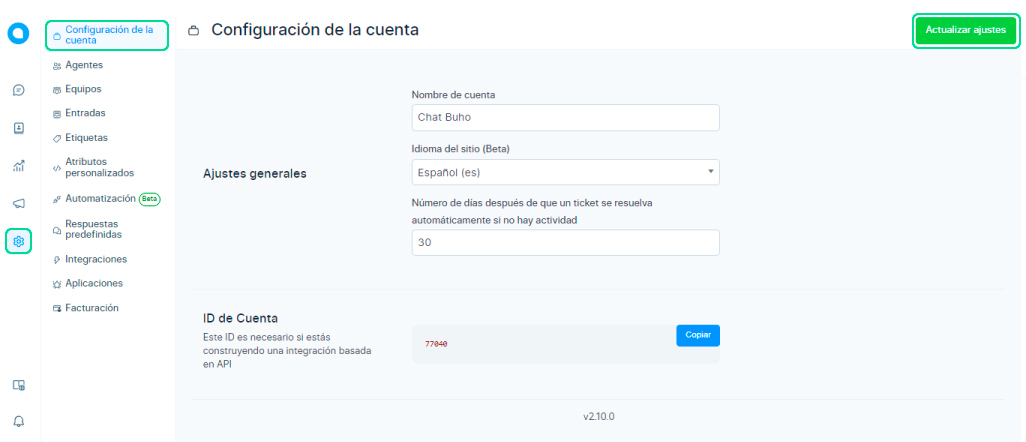 Configuración de la
cuenta
Agentes
Equipos
Entradas
Etiquetas
Atributos
personalizados
Automatización Beta
Respuestas
predefinidas
Integraciones
Aplicaciones
Facturación
Configuración de la cuenta
Actualizar ajustes
Ajustes generales
Nombre de cuenta
Chat Buho
Idioma del sitio (Beta)
Español (es)
Número de días después de que un ticket se resuelva
automáticamente si no hay actividad
30
ID de Cuenta
Este ID es necesario si estás
construyendo una integración basada
en API
77040
Copiar
v2.10.0